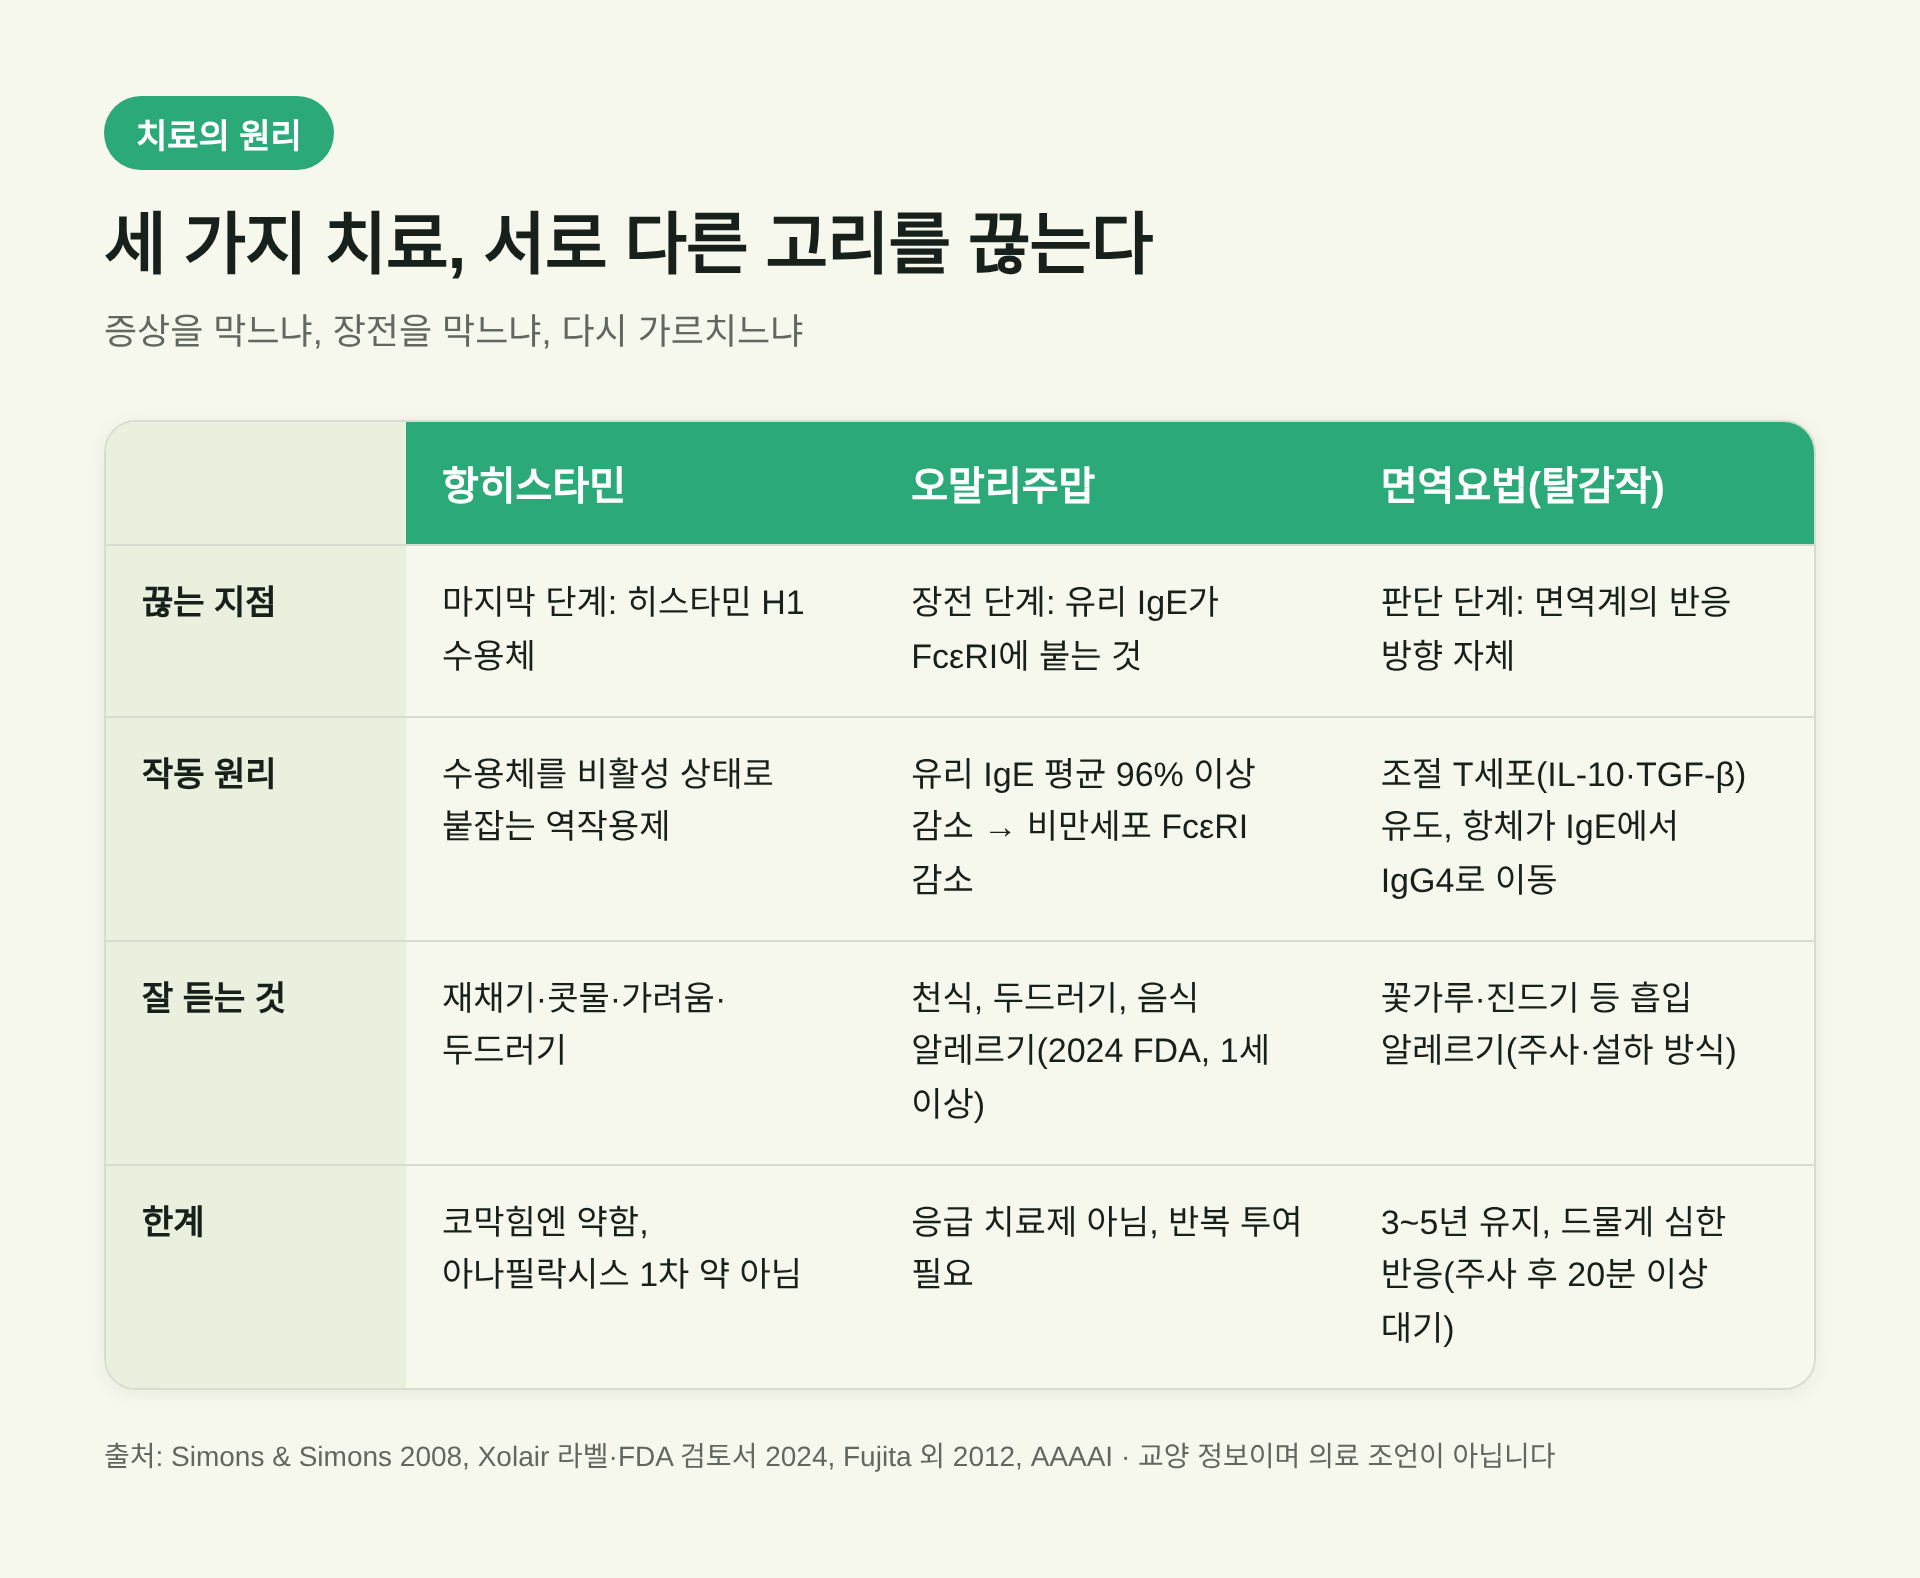 치료의 원리
세 가지 치료, 서로 다른 고리를 끊는다
증상을 막느냐, 장전을 막느냐, 다시 가르치느냐
항히스타민
오말리주맙
면역요법(탈감작)
끊는 지점
마지막 단계: 히스타민 H1
수용체
장전 단계: 유리 IgE가
FcεRI에 붙는 것
판단 단계: 면역계의 반응
방향 자체
작동 원리
수용체를 비활성 상태로
붙잡는 역작용제
유리 IgE 평균 96% 이상
감소 → 비만세포 FcεRI
감소
조절 T세포(IL-10·TGF-β)
유도, 항체가 IgE에서
IgG4로 이동
잘 듣는 것
재채기·콧물·가려움·
두드러기
천식, 두드러기, 음식
알레르기(2024 FDA, 1세
이상)
꽃가루·진드기 등 흡입
알레르기(주사·설하 방식)
한계
코막힘엔 약함,
아나필락시스 1차 약 아님
응급 치료제 아님, 반복 투여
필요
3~5년 유지, 드물게 심한
반응(주사 후 20분 이상
대기)
출처: Simons & Simons 2008, Xolair 라벨·FDA 검토서 2024, Fujita 외 2012, AAAAI · 교양 정보이며 의료 조언이 아닙니다